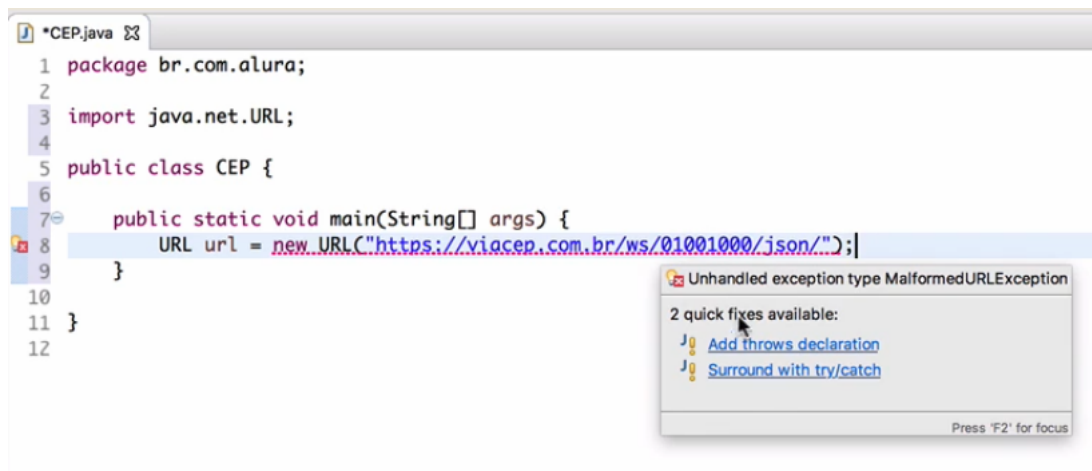 *CEP.java
1 package br.com.alura;
2
3 import java.net.URL;
4
5 public class CEP {
6
7 public static void main(String[] args) {
8 URL url = new URL("https://viacep.com.br/ws/01001000/json/");
9 }
10
11 }
12
Unhandled exception type MalformedURLException
2 quick fixes available:
Add throws declaration
Surround with try/catch
Press 'F2' for focus